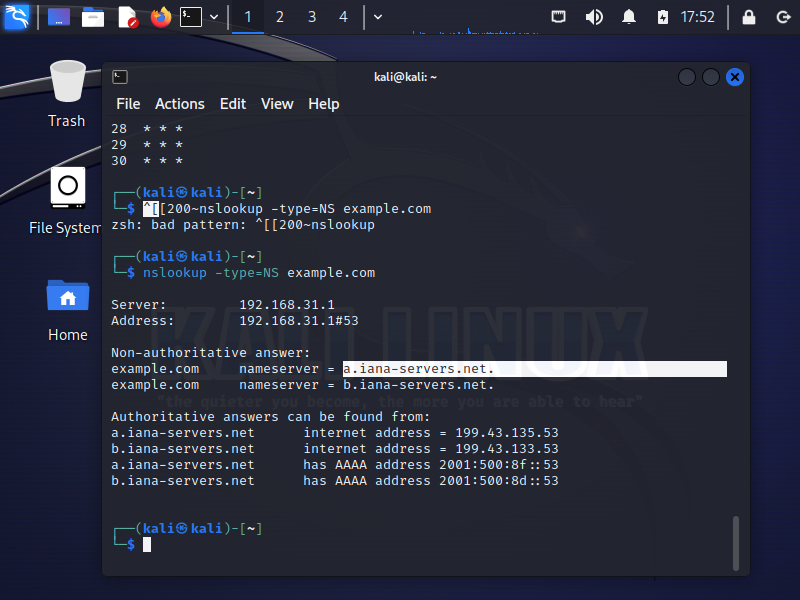 1 2 3 4 17:52
Trash
File System
Home
kali@kali: ~
File Actions Edit View Help
28 * * *
29 * * *
30 * * *
┌──(kali㉿kali)-[~]
└─$ ^[[200~nslookup -type=NS example.com
zsh: bad pattern: ^[[200~nslookup
┌──(kali㉿kali)-[~]
└─$ nslookup -type=NS example.com
Server: 192.168.31.1
Address: 192.168.31.1#53
Non-authoritative answer:
example.com nameserver = a.iana-servers.net.
example.com nameserver = b.iana-servers.net.
Authoritative answers can be found from:
a.iana-servers.net internet address = 199.43.135.53
b.iana-servers.net internet address = 199.43.133.53
a.iana-servers.net has AAAA address 2001:500:8f::53
b.iana-servers.net has AAAA address 2001:500:8d::53
┌──(kali㉿kali)-[~]
└─$
KALI LINUX
"the quieter you become, the more you are able to hear"